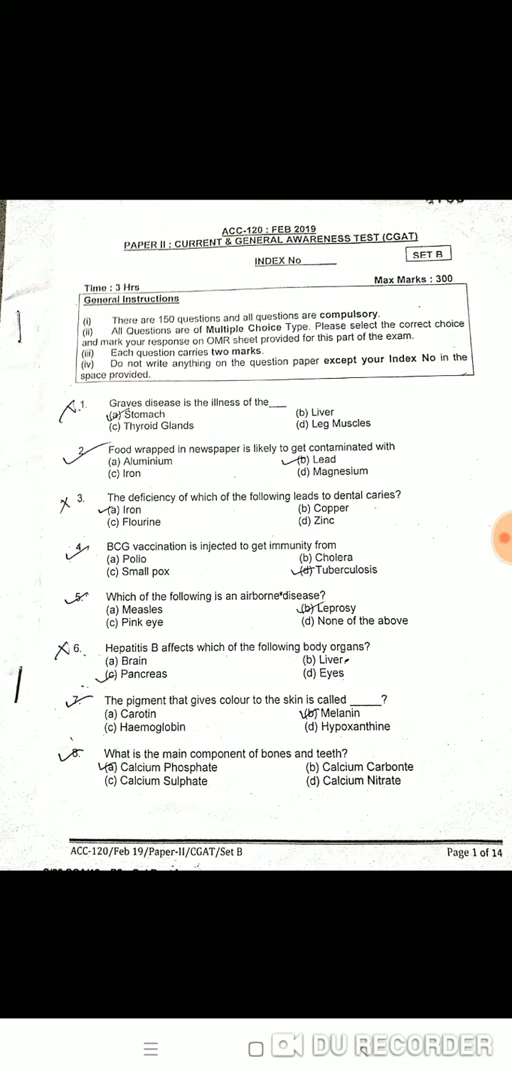 ACC-120 : FEB 2019
PAPER II : CURRENT & GENERAL AWARENESS TEST (CGAT)
SET B
INDEX No
Time : 3 Hrs
Max Marks : 300
General Instructions
(i) There are 150 questions and all questions are compulsory.
(ii) All Questions are of Multiple Choice Type. Please select the correct choice
and mark your response on OMR sheet provided for this part of the exam.
(iii) Each question carries two marks.
(iv) Do not write anything on the question paper except your Index No in the
space provided.
1. Graves disease is the illness of the___
(a) Stomach (b) Liver
(c) Thyroid Glands (d) Leg Muscles
2. Food wrapped in newspaper is likely to get contaminated with
(a) Aluminium (b) Lead
(c) Iron (d) Magnesium
3. The deficiency of which of the following leads to dental caries?
(a) Iron (b) Copper
(c) Flourine (d) Zinc
4. BCG vaccination is injected to get immunity from
(a) Polio (b) Cholera
(c) Small pox (d) Tuberculosis
5. Which of the following is an airborne disease?
(a) Measles (b) Leprosy
(c) Pink eye (d) None of the above
6. Hepatitis B affects which of the following body organs?
(a) Brain (b) Liver
(c) Pancreas (d) Eyes
7. The pigment that gives colour to the skin is called _____?
(a) Carotin (b) Melanin
(c) Haemoglobin (d) Hypoxanthine
8. What is the main component of bones and teeth?
(a) Calcium Phosphate (b) Calcium Carbonte
(c) Calcium Sulphate (d) Calcium Nitrate
ACC-120/Feb 19/Paper-II/CGAT/Set B
Page 1 of 14
DU RECORDER